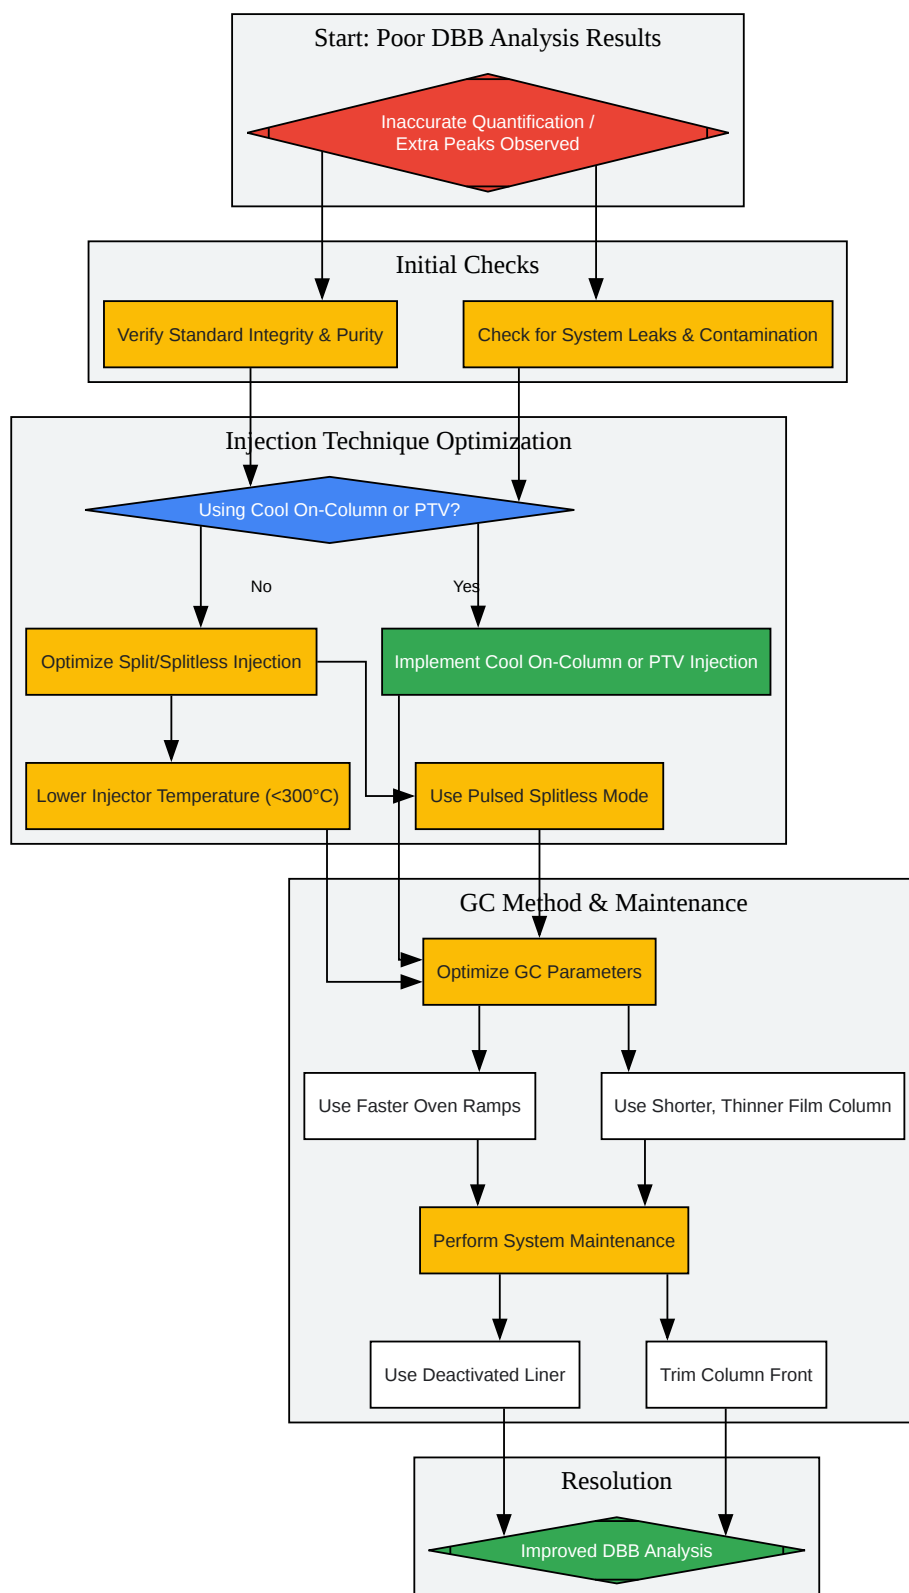 Start: Poor DBB Analysis Results
Inaccurate Quantification /
Extra Peaks Observed
Initial Checks
Verify Standard Integrity & Purity
Check for System Leaks & Contamination
Injection Technique Optimization
Using Cool On-Column or PTV?
No
Yes
Optimize Split/Splitless Injection
Implement Cool On-Column or PTV Injection
Lower Injector Temperature (<300°C)
Use Pulsed Splitless Mode
GC Method & Maintenance
Optimize GC Parameters
Use Faster Oven Ramps
Use Shorter, Thinner Film Column
Perform System Maintenance
Use Deactivated Liner
Trim Column Front
Resolution
Improved DBB Analysis